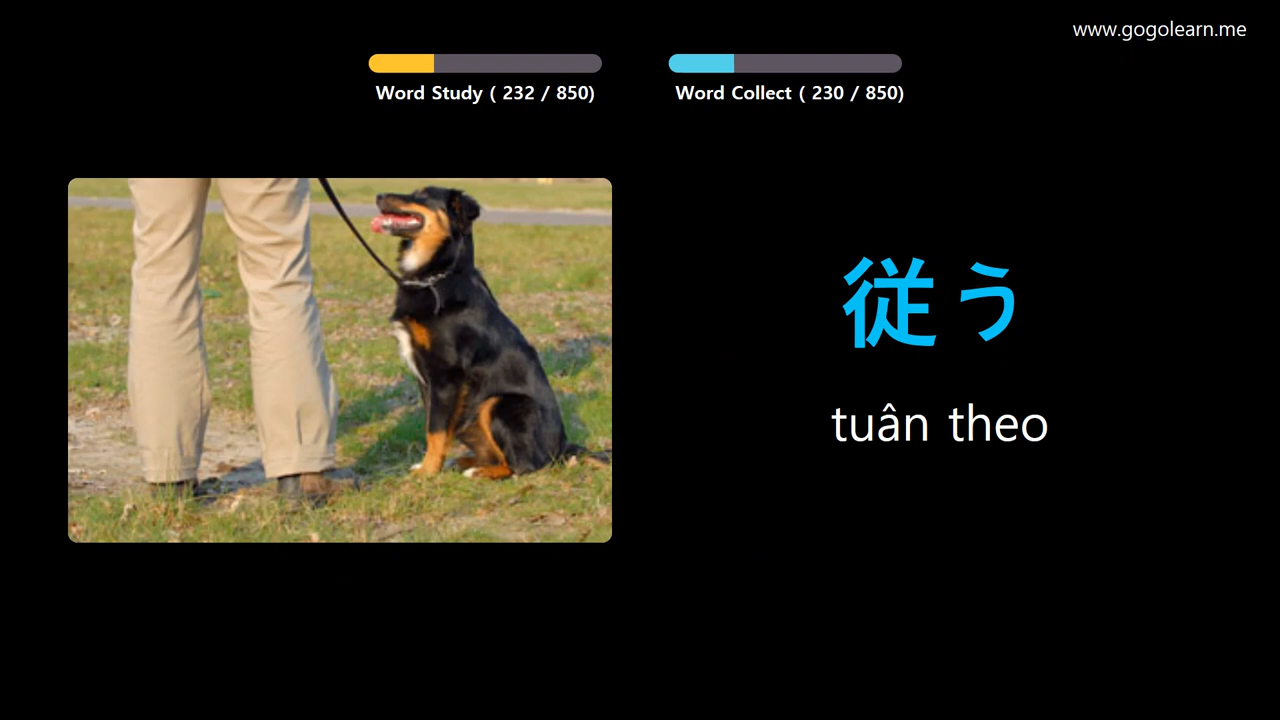 www.gogolearn.me
Word Study ( 232 / 850)
Word Collect ( 230 / 850)
従う
tuân theo